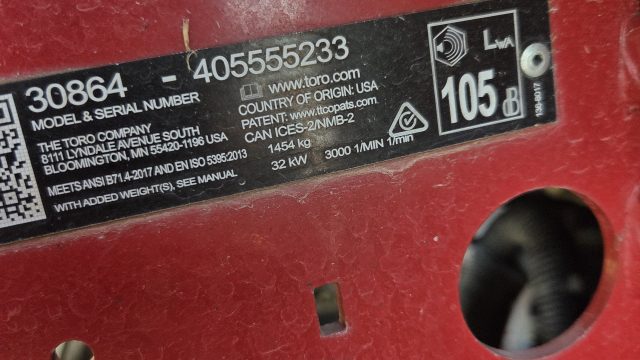 30864 - 405555233
MODEL & SERIAL NUMBER
THE TORO COMPANY
8111 LYNDALE AVENUE SOUTH
BLOOMINGTON, MN 55420-1196 USA
MEETS ANSI B71.4-2017 AND EN ISO 5395:2013
WITH ADDED WEIGHT(S), SEE MANUAL
www.toro.com
COUNTRY OF ORIGIN: USA
PATENT: www.ttcopats.com
CAN ICES-2/NMB-2
1454 kg
32 kW 3000 1/MIN 1/min
LWA
105 dB
136-9017